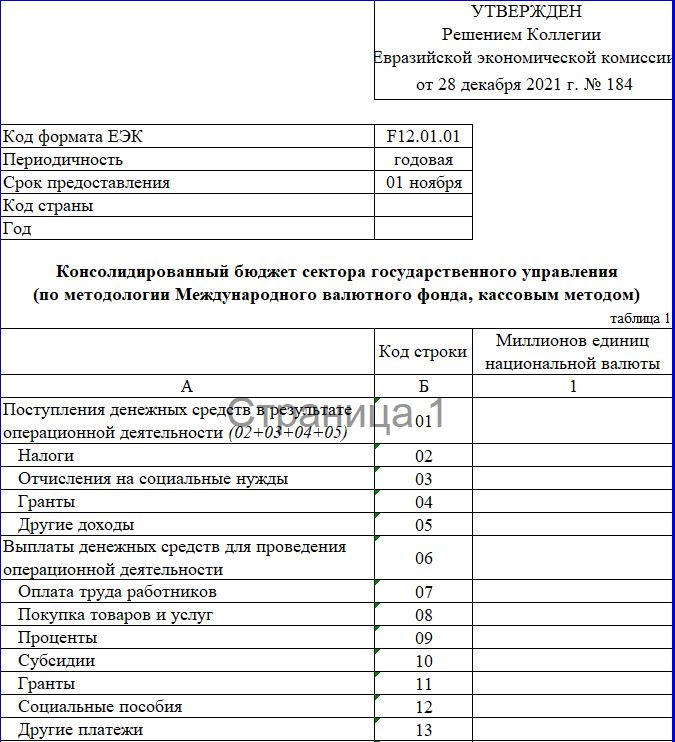 УТВЕРЖДЕН
Решением Коллегии
Евразийской экономической комиссии
от 28 декабря 2021 г. № 184
Код формата ЕЭК F12.01.01
Периодичность годовая
Срок предоставления 01 ноября
Код страны
Год
Консолидированный бюджет сектора государственного управления
(по методологии Международного валютного фонда, кассовым методом)
таблица 1
Код строки
Миллионов единиц
национальной валюты
А Б 1
Страница 1
Поступления денежных средств в результате
операционной деятельности (02+03+04+05) 01
Налоги 02
Отчисления на социальные нужды 03
Гранты 04
Другие доходы 05
Выплаты денежных средств для проведения
операционной деятельности 06
Оплата труда работников 07
Покупка товаров и услуг 08
Проценты 09
Субсидии 10
Гранты 11
Социальные пособия 12
Другие платежи 13